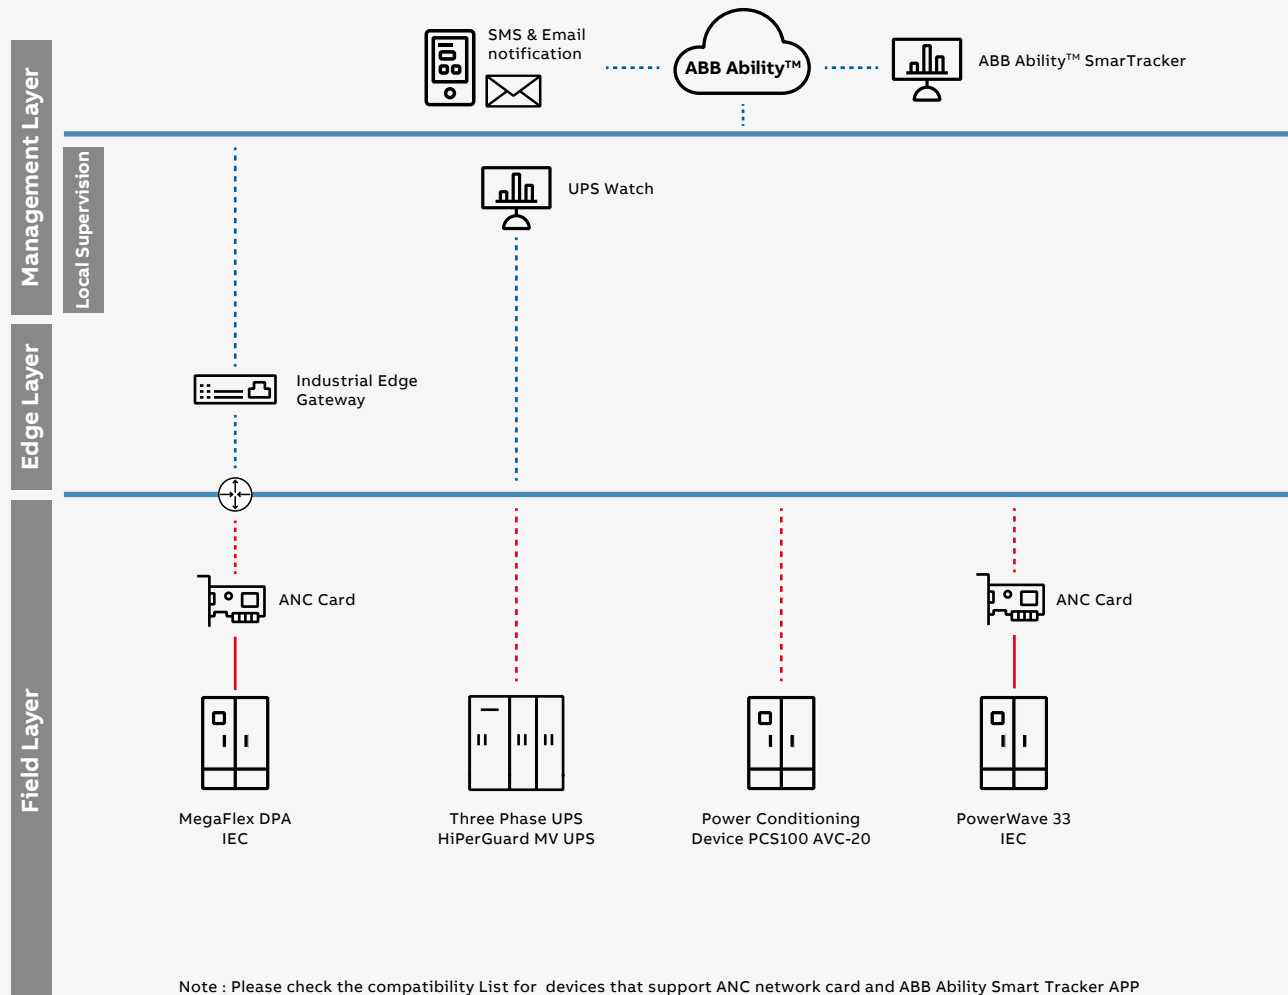 SMS & Email
notification
ABB Ability™
ABB Ability™ SmarTracker
Management Layer
Local Supervision
UPS Watch
Edge Layer
Industrial Edge
Gateway
Field Layer
ANC Card
ANC Card
MegaFlex DPA
IEC
Three Phase UPS
HiPerGuard MV UPS
Power Conditioning
Device PCS100 AVC-20
PowerWave 33
IEC
Note : Please check the compatibility List for  devices that support ANC network card and ABB Ability Smart Tracker APP